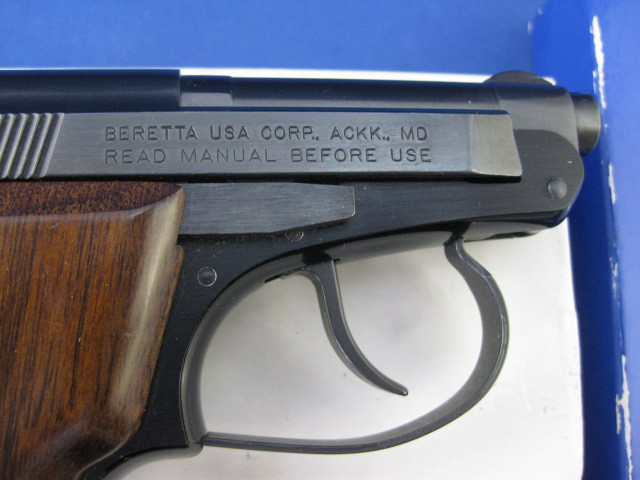 BERETTA USA CORP., ACKK., MD
READ MANUAL BEFORE USE